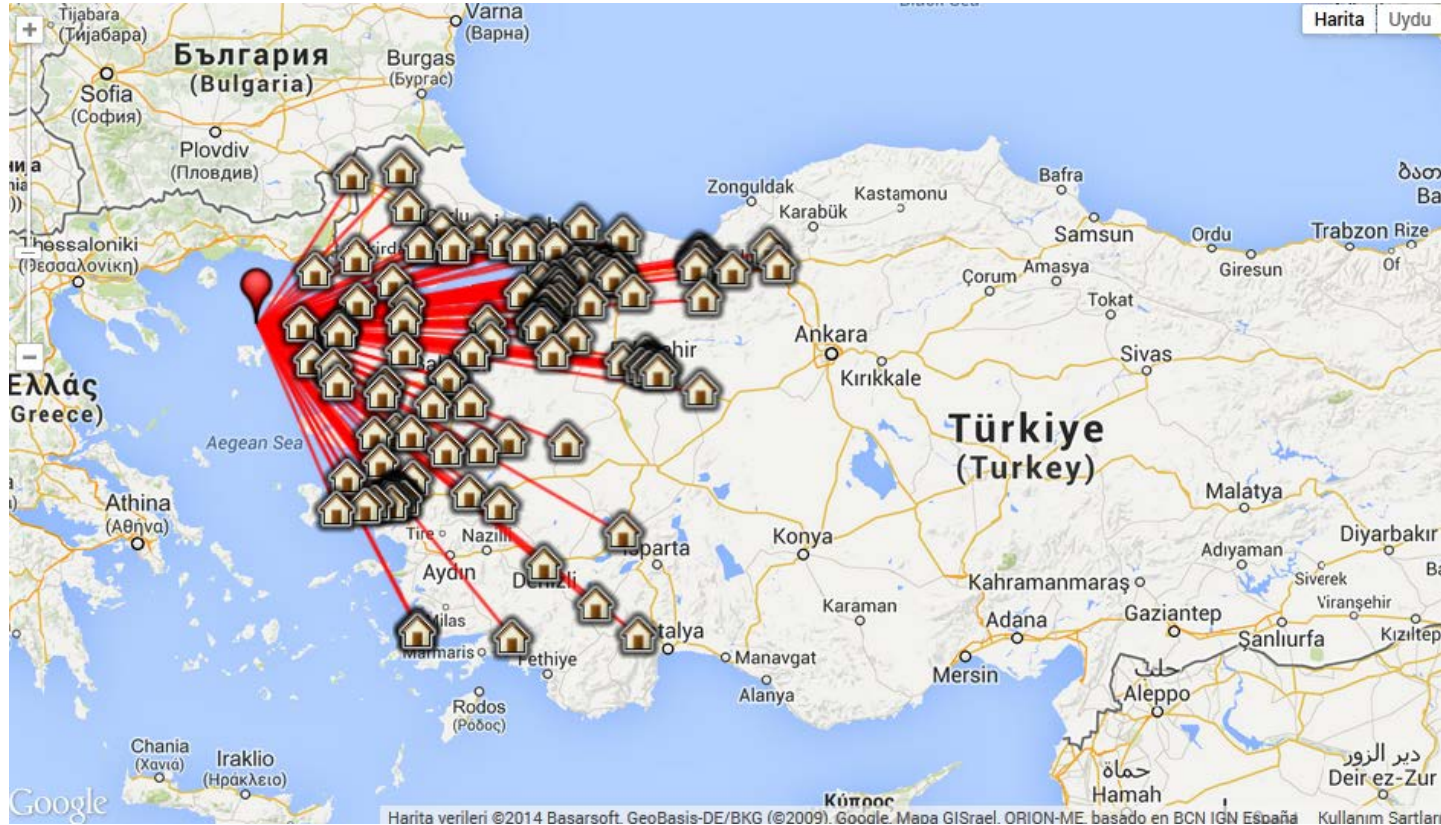 Tijabara
(Тијабара)
България
(Bulgaria)
Varna
(Варна)
Burgas
(Бургас)
Harita
Uydu
Sofia
(София)
Plovdiv
(Пловдив)
Thessaloniki
(Θεσσαλονίκη)
Zonguldak
Kastamonu
Karabük
Bafra
Samsun
Ordu
Giresun
Trabzon
Rize
Of
Çorum
Amasya
Tokat
Ankara
Kırıkkale
Sivas
Ελλάς
(Greece)
Aegean Sea
Türkiye
(Turkey)
Athina
(Αθήνα)
Malatya
Diyarbakır
Tire
Aydın
Denizli
Isparta
Konya
Adıyaman
Siverek
Kahramanmaraş
Viranşehir
Karaman
Adana
Gaziantep
Şanlıurfa
Kızıltep
Milas
Marmaris
Fethiye
Manavgat
Alanya
Mersin
حلب
Aleppo
Rodos
(Ρόδος)
Chania
(Χανιά)
Iraklio
(Ηράκλειο)
دير الزور
Deir ez-Zur
حماة
Hamah
Κύπρος
Google
Harita verileri ©2014 Basarsoft, GeoBasis-DE/BKG (©2009), Google, Mapa GISrael, ORION-ME, basado en BCN IGN España
Kullanım Şartları